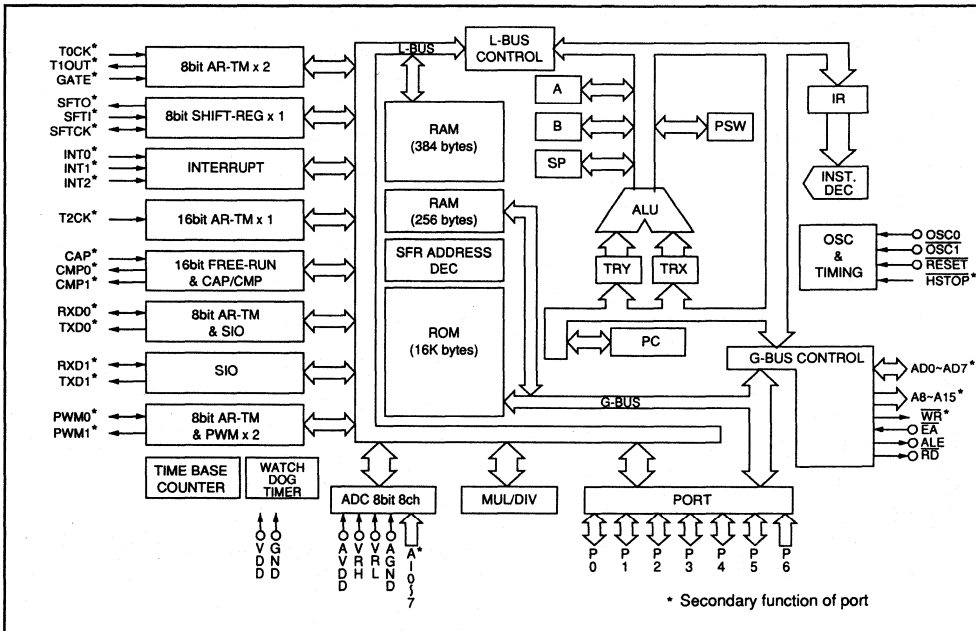 T0CK*
T1OUT*
GATE*
8bit AR-TM x 2
SFTO*
SFTI*
SFTCK*
8bit SHIFT-REG x 1
INT0*
INT1*
INT2*
INTERRUPT
T2CK*
16bit AR-TM x 1
CAP*
CMP0*
CMP1*
16bit FREE-RUN
& CAP/CMP
RXD0*
TXD0*
8bit AR-TM
& SIO
RXD1*
TXD1*
SIO
PWM0*
PWM1*
8bit AR-TM
& PWM x 2
TIME BASE
COUNTER
WATCH
DOG
TIMER
VDD
GND
L-BUS
L-BUS
CONTROL
RAM
(384 bytes)
RAM
(256 bytes)
SFR ADDRESS
DEC
ROM
(16K bytes)
A
B
SP
PSW
ALU
TRY
TRX
PC
IR
INST.
DEC
OSC
& TIMING
OSC0
OSC1
RESET
HSTOP*
G-BUS CONTROL
AD0~AD7*
A8~A15*
WR*
EA
ALE
RD
G-BUS
ADC 8bit 8ch
AVDD
VRH
VRL
AGND
AI0~7*
MUL/DIV
PORT
P0
P1
P2
P3
P4
P5
P6
* Secondary function of port